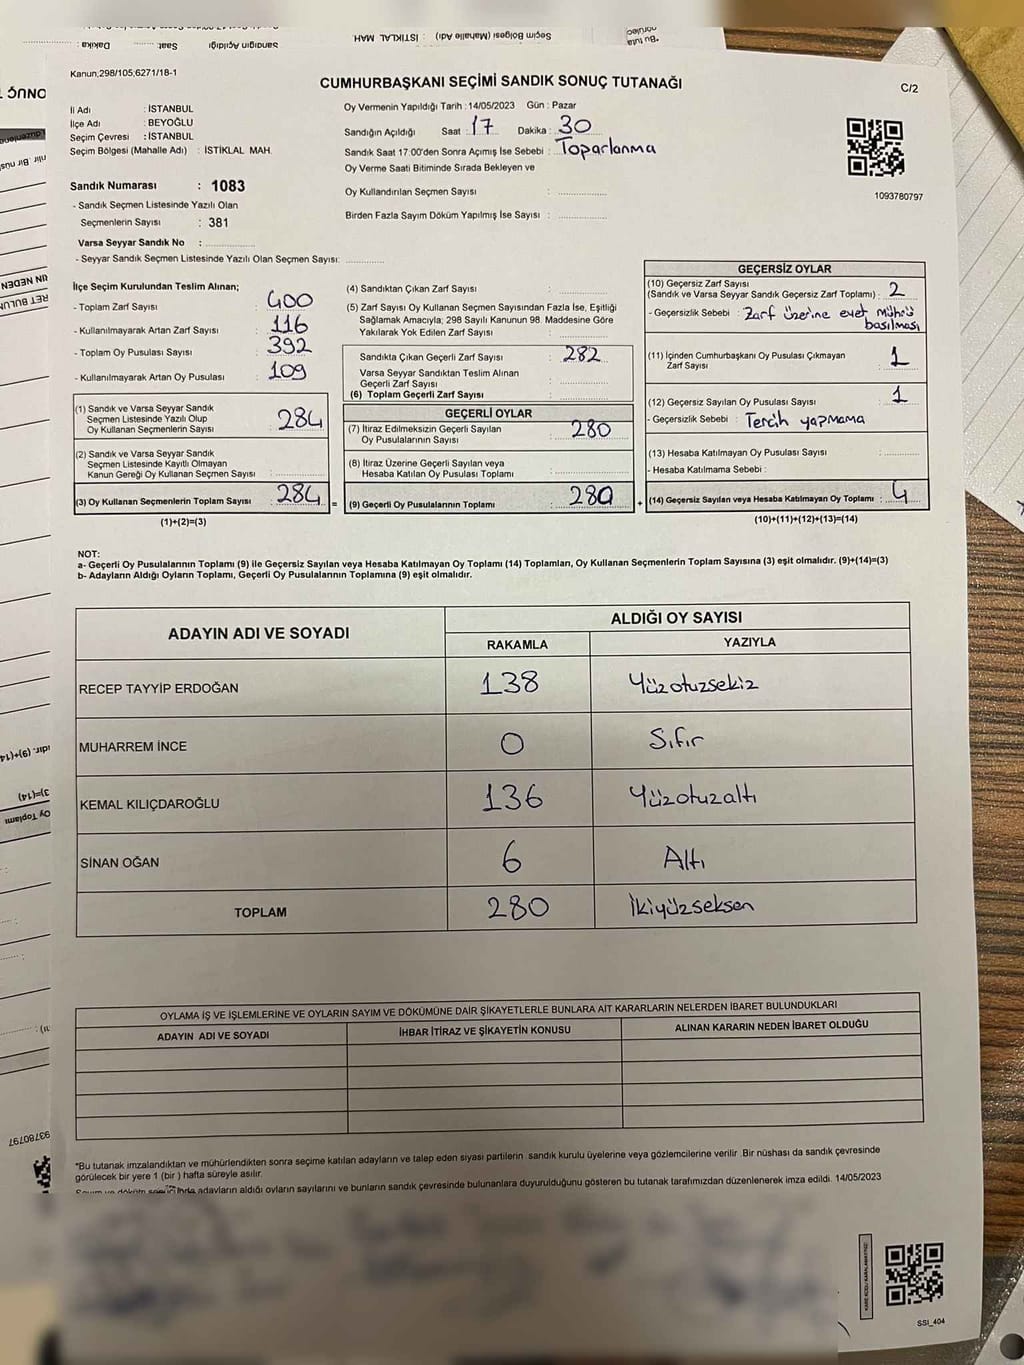 Kanun,298/105;6271/18-1
CUMHURBAŞKANI SEÇİMİ SANDIK SONUÇ TUTANAĞI
C/2
İl Adı : İSTANBUL
İlçe Adı : BEYOĞLU
Seçim Çevresi : İSTANBUL
Seçim Bölgesi (Mahalle Adı) : İSTİKLAL MAH.
Sandık Numarası : 1083
- Sandık Seçmen Listesinde Yazılı Olan
Seçmenlerin Sayısı : 381
Varsa Seyyar Sandık No :
- Seyyar Sandık Seçmen Listesinde Yazılı Olan Seçmen Sayısı:
Oy Vermenin Yapıldığı Tarih : 14/05/2023 Gün : Pazar
Sandığın Açıldığı Saat : 17 Dakika : 30
Sandık Saat 17:00'den Sonra Açımış İse Sebebi : Toparlanma
Oy Verme Saati Bitiminde Sırada Bekleyen ve
Oy Kullandırılan Seçmen Sayısı :
Birden Fazla Sayım Döküm Yapılmış İse Sayısı :
1093780797
İlçe Seçim Kurulundan Teslim Alınan;
- Toplam Zarf Sayısı : 400
- Kullanılmayarak Artan Zarf Sayısı : 116
- Toplam Oy Pusulası Sayısı : 392
- Kullanılmayarak Artan Oy Pusulası : 109
(1) Sandık ve Varsa Seyyar Sandık
Seçmen Listesinde Yazılı Olup
Oy Kullanan Seçmenlerin Sayısı : 284
(2) Sandık ve Varsa Seyyar Sandık
Seçmen Listesinde Kayıtlı Olmayan
Kanun Gereği Oy Kullanan Seçmen Sayısı :
(3) Oy Kullanan Seçmenlerin Toplam Sayısı : 284
(1)+(2)=(3)
(4) Sandıktan Çıkan Zarf Sayısı :
(5) Zarf Sayısı Oy Kullanan Seçmen Sayısından Fazla İse, Eşitliği
Sağlamak Amacıyla; 298 Sayılı Kanunun 98. Maddesine Göre
Yakılarak Yok Edilen Zarf Sayısı :
Sandıkta Çıkan Geçerli Zarf Sayısı : 282
Varsa Seyyar Sandıktan Teslim Alınan
Geçerli Zarf Sayısı :
(6) Toplam Geçerli Zarf Sayısı :
GEÇERLİ OYLAR
(7) İtiraz Edilmeksizin Geçerli Sayılan
Oy Pusulalarının Sayısı : 280
(8) İtiraz Üzerine Geçerli Sayılan veya
Hesaba Katılan Oy Pusulası Toplamı :
= (9) Geçerli Oy Pusulalarının Toplamı : 280
GEÇERSİZ OYLAR
(10) Geçersiz Zarf Sayısı
(Sandık ve Varsa Seyyar Sandık Geçersiz Zarf Toplamı) : 2
- Geçersizlik Sebebi : Zarf üzerine evet mührü
basılması
(11) İçinden Cumhurbaşkanı Oy Pusulası Çıkmayan
Zarf Sayısı : 1
(12) Geçersiz Sayılan Oy Pusulası Sayısı : 1
- Geçersizlik Sebebi : Tercih yapmama
(13) Hesaba Katılmayan Oy Pusulası Sayısı :
- Hesaba Katılmama Sebebi :
+ (14) Geçersiz Sayılan veya Hesaba Katılmayan Oy Toplamı : 4
(10)+(11)+(12)+(13)=(14)
NOT:
a- Geçerli Oy Pusulalarının Toplamı (9) ile Geçersiz Sayılan veya Hesaba Katılmayan Oy Toplamı (14) Toplamları, Oy Kullanan Seçmenlerin Toplam Sayısına (3) eşit olmalıdır. (9)+(14)=(3)
b- Adayların Aldığı Oyların Toplamı, Geçerli Oy Pusulalarının Toplamına (9) eşit olmalıdır.
ADAYIN ADI VE SOYADI
ALDIĞI OY SAYISI
RAKAMLA YAZIYLA
RECEP TAYYİP ERDOĞAN 138 Yüzotuzsekiz
MUHARREM İNCE 0 Sıfır
KEMAL KILIÇDAROĞLU 136 Yüzotuzaltı
SİNAN OĞAN 6 Altı
TOPLAM 280 İkiyüzseksen
OYLAMA İŞ VE İŞLEMLERİNE VE OYLARIN SAYIM VE DÖKÜMÜNE DAİR ŞİKAYETLERLE BUNLARA AİT KARARLARIN NELERDEN İBARET BULUNDUKLARI
ADAYIN ADI VE SOYADI
İHBAR İTİRAZ VE ŞİKAYETİN KONUSU
ALINAN KARARIN NEDEN İBARET OLDUĞU
*Bu tutanak imzalandıktan ve mühürlendikten sonra seçime katılan adayların ve talep eden siyasi partilerin sandık kurulu üyelerine veya gözlemcilerine verilir .Bir nüshası da sandık çevresinde
görülecek bir yere 1 (bir ) hafta süreyle asılır.
adayların aldığı oyların sayılarını ve bunların sandık çevresinde bulunanlara duyurulduğunu gösteren bu tutanak tarafımızdan düzenlenerek imza edildi. 14/05/2023
SSI_404